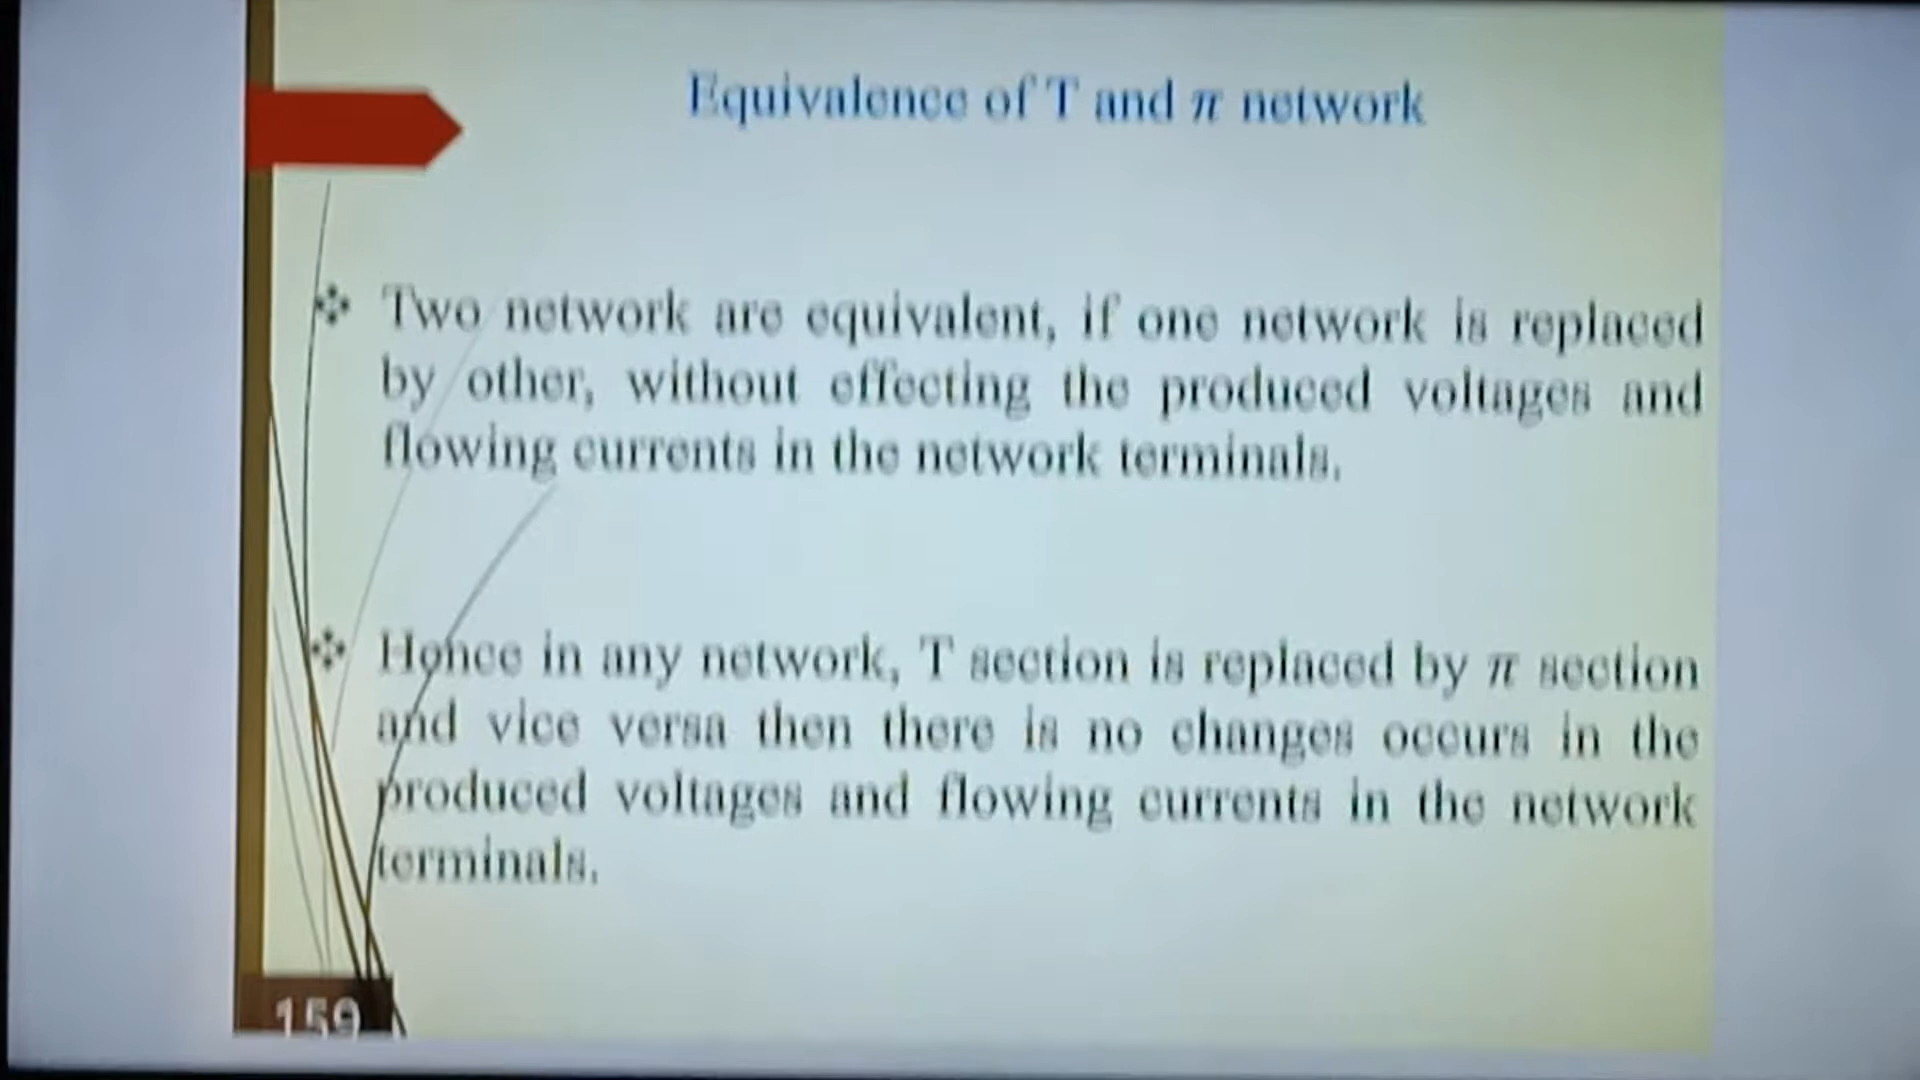 Equivalence of T and π network
❖ Two network are equivalent, if one network is replaced
by other, without effecting the produced voltages and
flowing currents in the network terminals.
❖ Hence in any network, T section is replaced by π section
and vice versa then there is no changes occurs in the
produced voltages and flowing currents in the network
terminals.
159